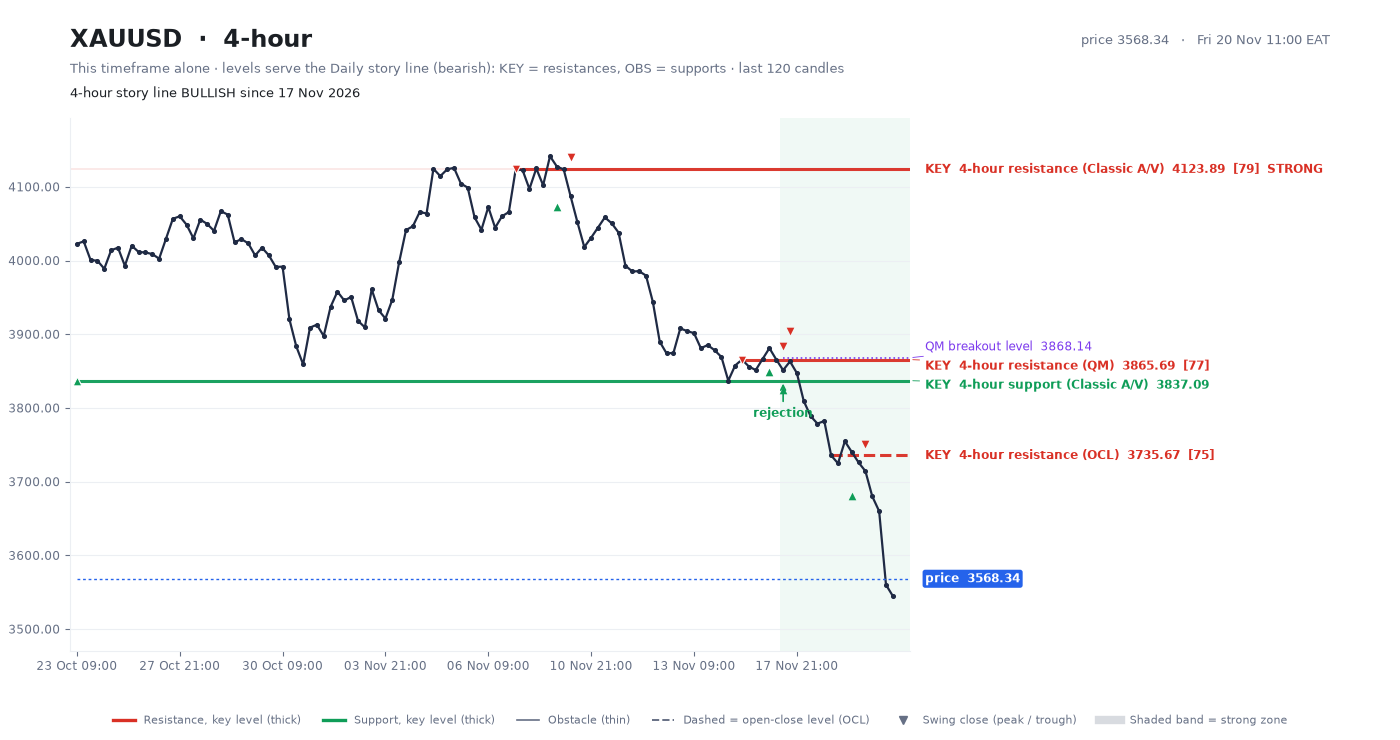 XAUUSD · 4-hour
price 3568.34 · Fri 20 Nov 11:00 EAT
This timeframe alone · levels serve the Daily story line (bearish): KEY = resistances, OBS = supports · last 120 candles
4-hour story line BULLISH since 17 Nov 2026
KEY 4-hour resistance (Classic A/V) 4123.89 [79] STRONG
4100.00
4000.00
3900.00
QM breakout level 3868.14
KEY 4-hour resistance (QM) 3865.69 [77]
KEY 4-hour support (Classic A/V) 3837.09
3800.00
rejection
KEY 4-hour resistance (OCL) 3735.67 [75]
3700.00
3600.00
price 3568.34
3500.00
23 Oct 09:00 27 Oct 21:00 30 Oct 09:00 03 Nov 21:00 06 Nov 09:00 10 Nov 21:00 13 Nov 09:00 17 Nov 21:00
Resistance, key level (thick) Support, key level (thick) Obstacle (thin) Dashed = open-close level (OCL) Swing close (peak / trough) Shaded band = strong zone